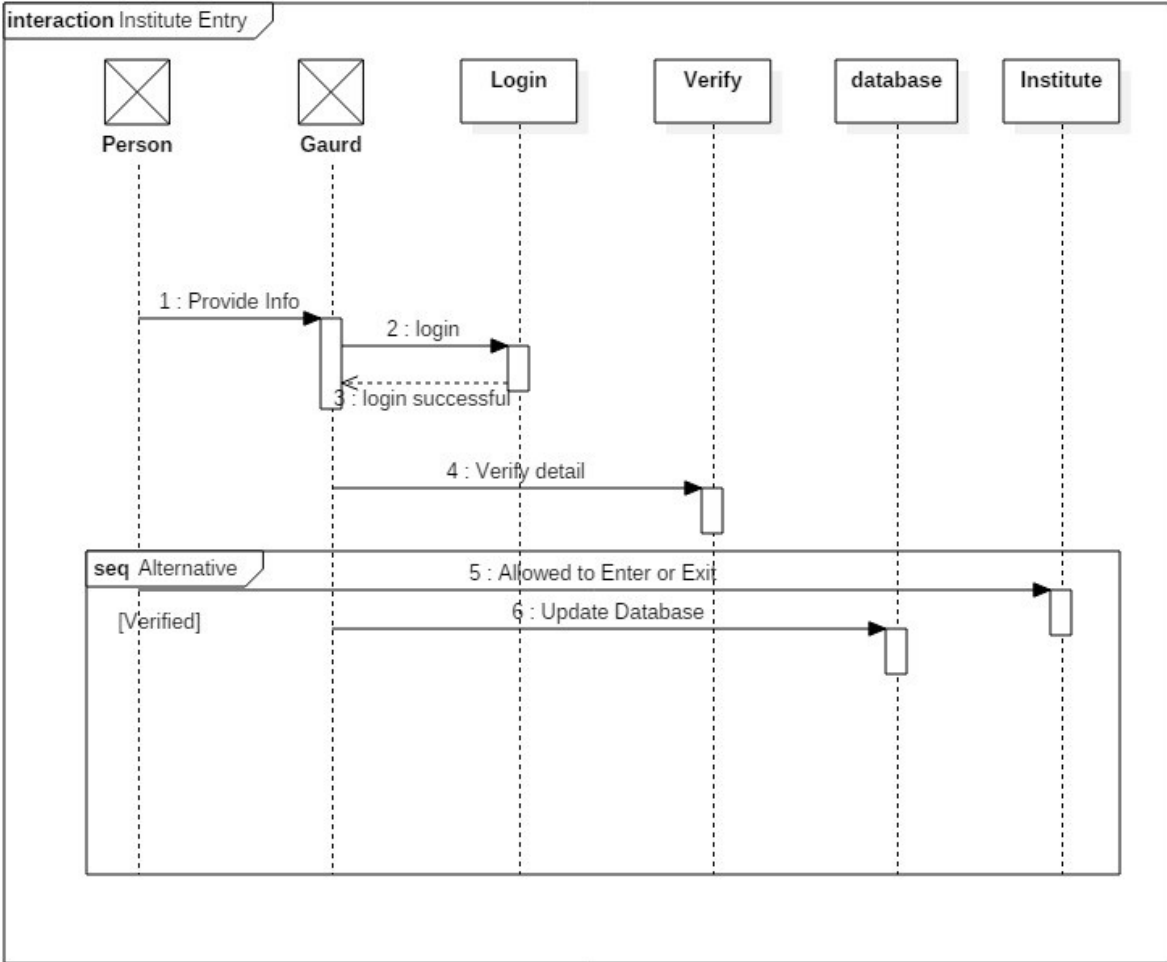 interaction Institute Entry
Person
Gaurd
Login
Verify
database
Institute
1 : Provide Info
2 : login
3 : login successful
4 : Verify detail
seq Alternative
5 : Allowed to Enter or Exit
[Verified]
6 : Update Database